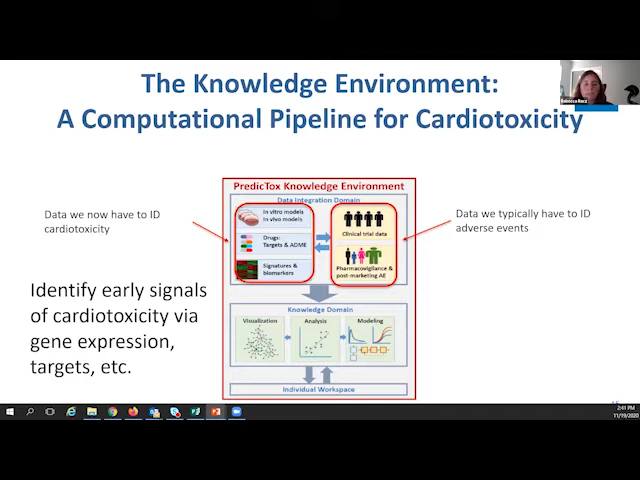 The Knowledge Environment:
A Computational Pipeline for Cardiotoxicity
Rebecca Racz
PredicTox Knowledge Environment
Data Integration Domain
Data we now have to ID
cardiotoxicity
In vitro models
In vivo models
Drugs:
Targets & ADME
Signatures &
biomarkers
Clinical trial data
Pharmacovigilance &
post-marketing AE
Data we typically have to ID
adverse events
Identify early signals
of cardiotoxicity via
gene expression,
targets, etc.
Knowledge Domain
Visualization
Analysis
Modeling
Individual Workspace
2:41 PM
11/19/2020